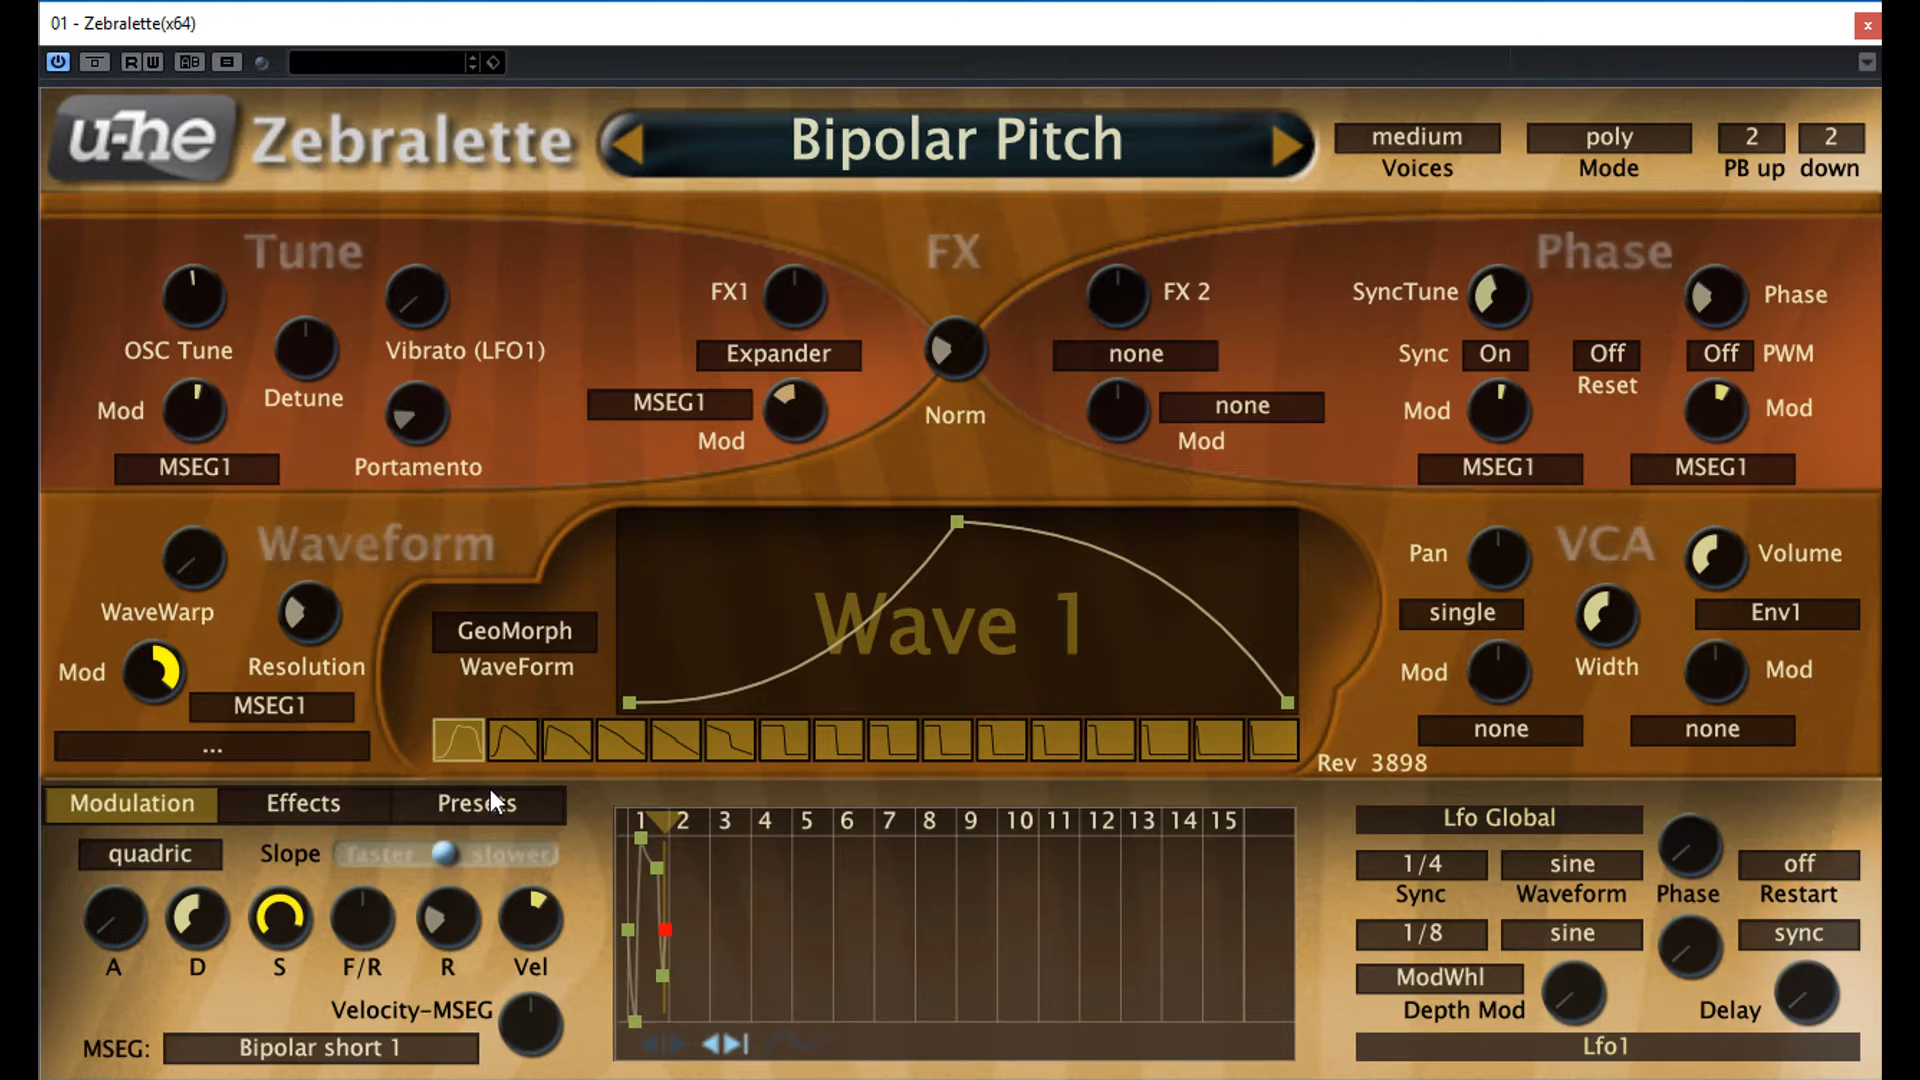 01 - Zebralette(x64)
R W AB
u-he Zebralette
Bipolar Pitch
medium poly 2 2
Voices Mode PB up down
Tune FX Phase
FX1 FX 2 SyncTune Phase
OSC Tune Vibrato (LFO1) Expander none Sync On Off Off PWM
Reset
Detune
Mod MSEG1 none Mod Mod
Norm
Mod Mod
MSEG1 Portamento MSEG1 MSEG1
Waveform VCA
Pan Volume
WaveWarp Wave 1 single Env1
GeoMorph
Mod Resolution WaveForm Mod Width Mod
MSEG1
... none none
Rev 3898
Modulation Effects Presets
1 2 3 4 5 6 7 8 9 10 11 12 13 14 15
Lfo Global
quadric Slope faster slower
1/4 sine off
Sync Waveform Phase Restart
1/8 sine sync
A D S F/R R Vel
ModWhl
Velocity-MSEG
Depth Mod Delay
MSEG: Bipolar short 1
Lfo1